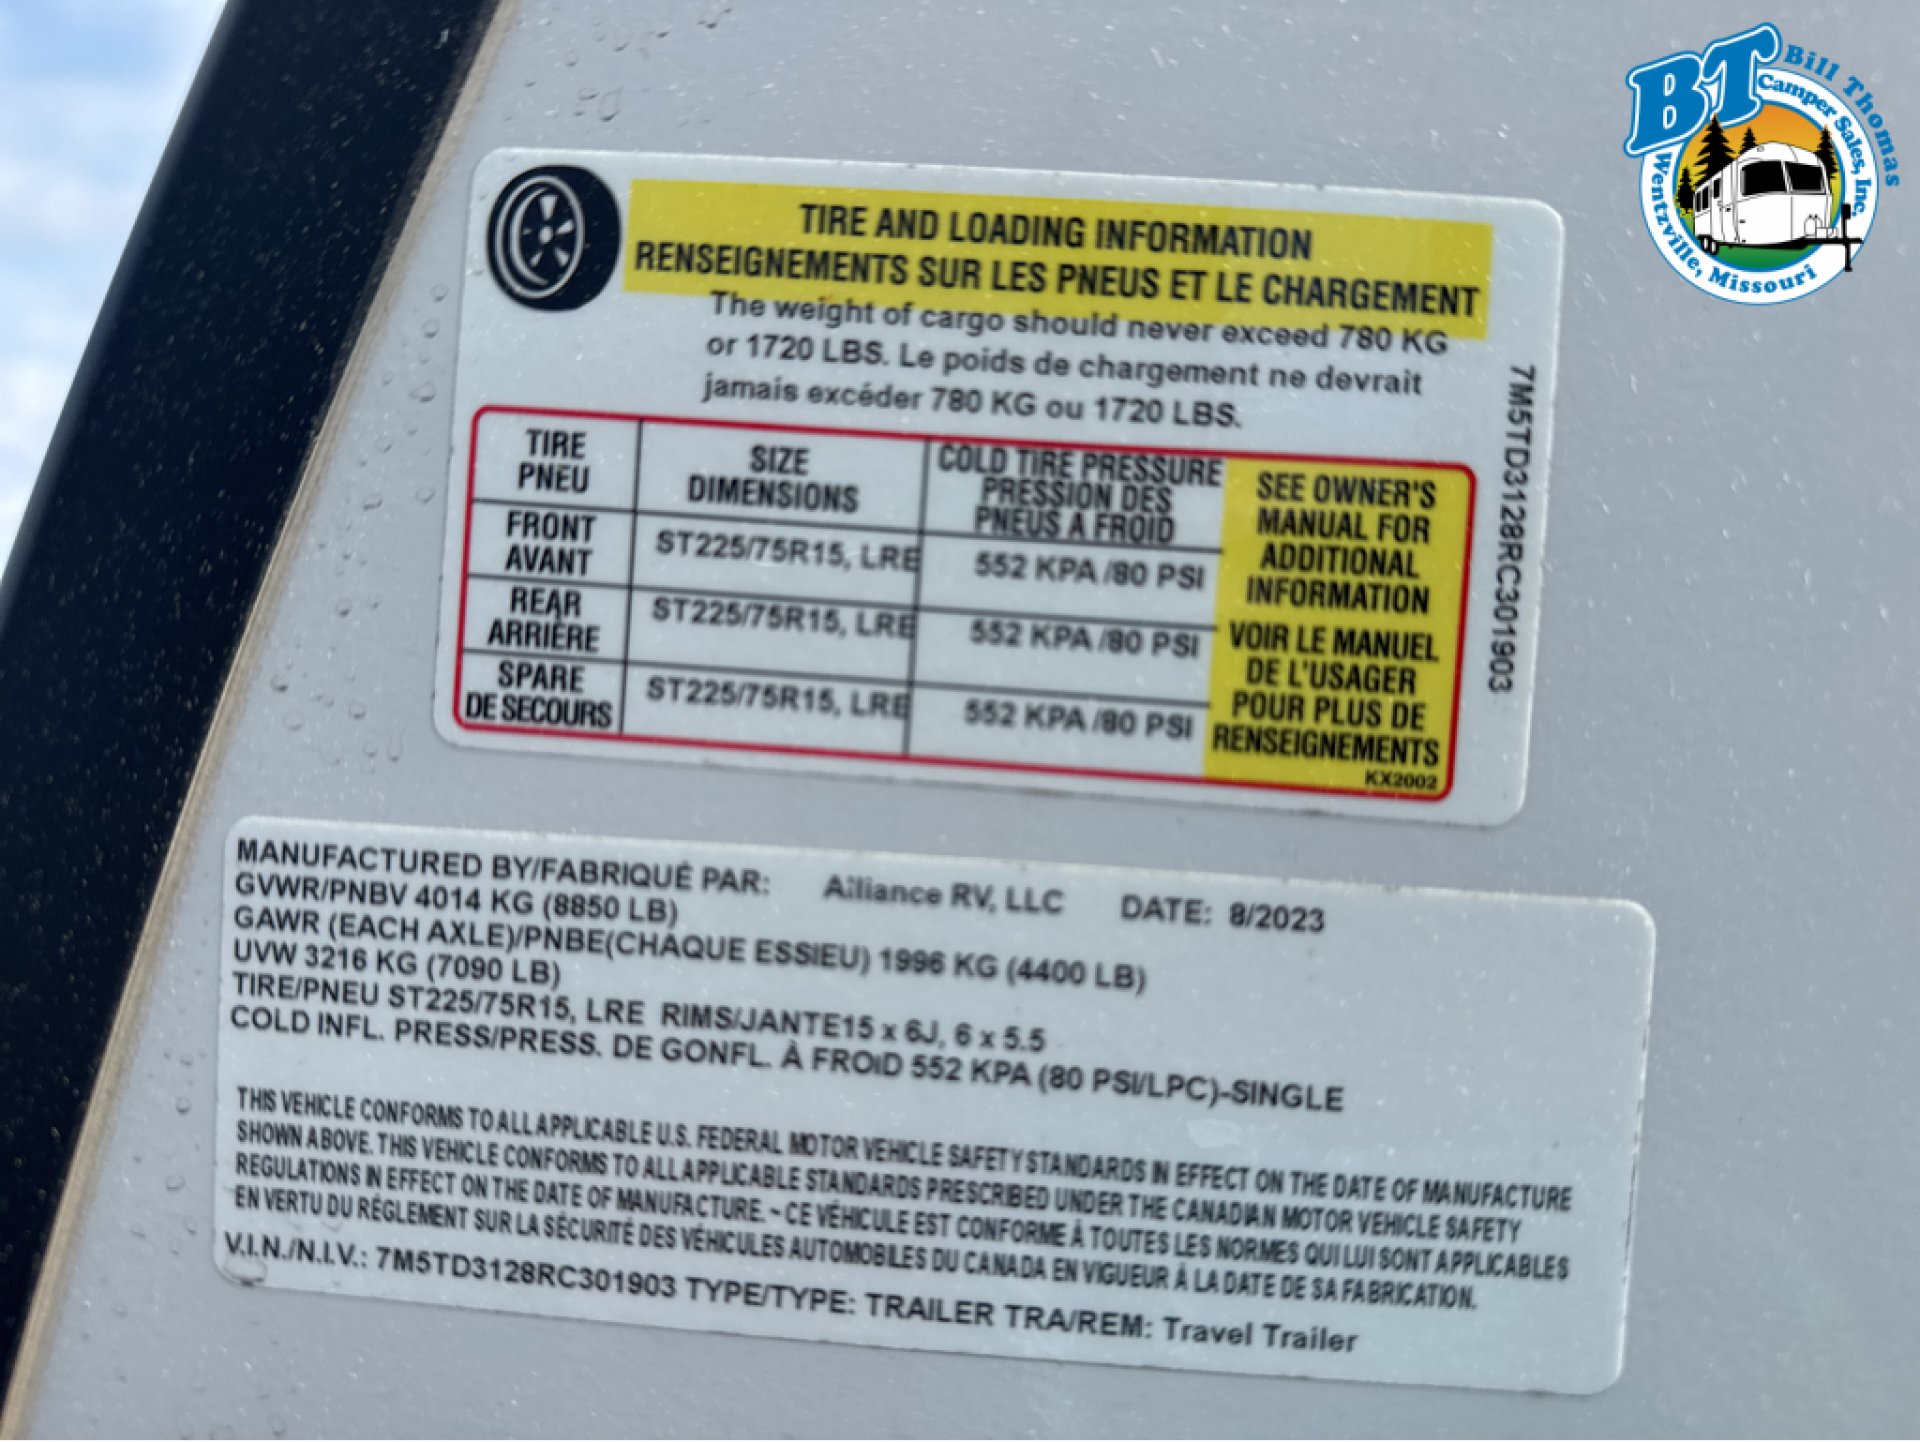 BT Bill Thomas
Camper Sales, Inc.
Wentzville, Missouri
TIRE AND LOADING INFORMATION
RENSEIGNEMENTS SUR LES PNEUS ET LE CHARGEMENT
The weight of cargo should never exceed 780 KG
or 1720 LBS. Le poids de chargement ne devrait
jamais excéder 780 KG ou 1720 LBS.
TIRE
PNEU
SIZE
DIMENSIONS
COLD TIRE PRESSURE
PRESSION DES
PNEUS A FROID
FRONT
AVANT
ST225/75R15, LRE
552 KPA /80 PSI
REAR
ARRIÈRE
ST225/75R15, LRE
552 KPA /80 PSI
SPARE
DE SECOURS
ST225/75R15, LRE
552 KPA /80 PSI
SEE OWNER'S
MANUAL FOR
ADDITIONAL
INFORMATION
VOIR LE MANUEL
DE L'USAGER
POUR PLUS DE
RENSEIGNEMENTS
KX2002
7M5TD3128RC301903
MANUFACTURED BY/FABRIQUÉ PAR: Alliance RV, LLC DATE: 8/2023
GVWR/PNBV 4014 KG (8850 LB)
GAWR (EACH AXLE)/PNBE(CHAQUE ESSIEU) 1996 KG (4400 LB)
UVW 3216 KG (7090 LB)
TIRE/PNEU ST225/75R15, LRE RIMS/JANTE15 x 6J, 6 x 5.5
COLD INFL. PRESS/PRESS. DE GONFL. À FROID 552 KPA (80 PSI/LPC)-SINGLE
THIS VEHICLE CONFORMS TO ALL APPLICABLE U.S. FEDERAL MOTOR VEHICLE SAFETY STANDARDS IN EFFECT ON THE DATE OF MANUFACTURE
SHOWN ABOVE. THIS VEHICLE CONFORMS TO ALL APPLICABLE STANDARDS PRESCRIBED UNDER THE CANADIAN MOTOR VEHICLE SAFETY
REGULATIONS IN EFFECT ON THE DATE OF MANUFACTURE. - CE VÉHICULE EST CONFORME À TOUTES LES NORMES QUI LUI SONT APPLICABLES
EN VERTU DU RÉGLEMENT SUR LA SÉCURITÉ DES VÉHICULES AUTOMOBILES DU CANADA EN VIGUEUR À LA DATE DE SA FABRICATION.
V.I.N./N.I.V.: 7M5TD3128RC301903 TYPE/TYPE: TRAILER TRA/REM: Travel Trailer